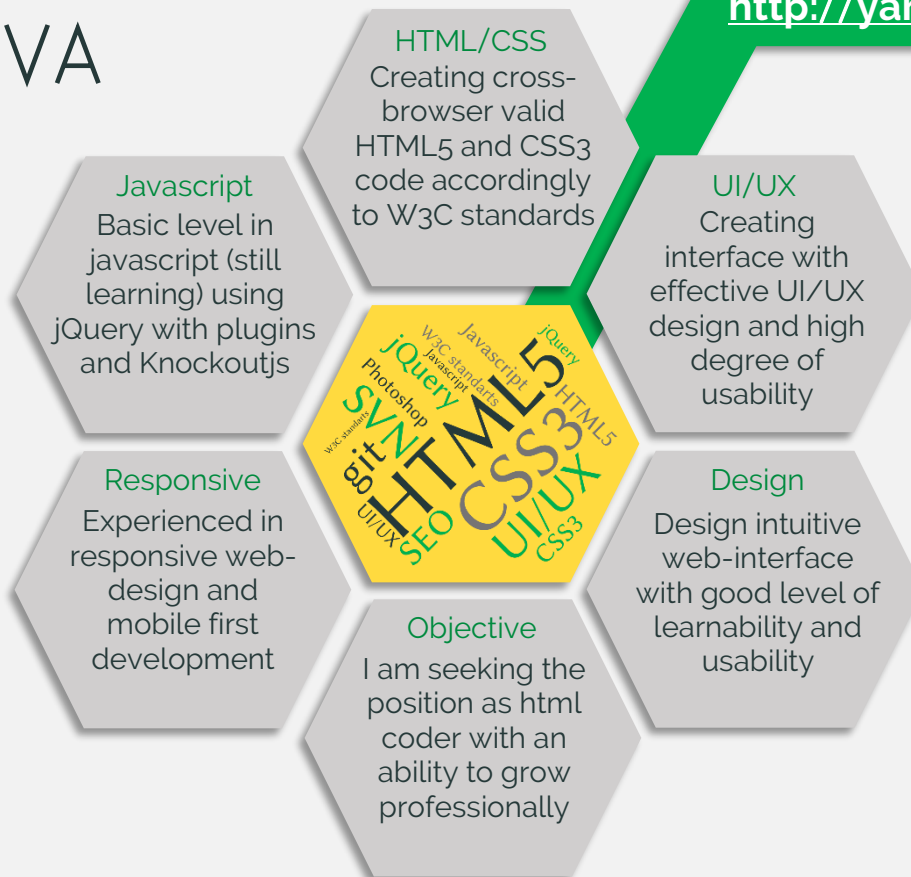 VA
http://yar
HTML/CSS
Creating cross-
browser valid
HTML5 and CSS3
code accordingly
to W3C standards
Javascript
Basic level in
javascript (still
learning) using
jQuery with plugins
and Knockoutjs
UI/UX
Creating
interface with
effective UI/UX
design and high
degree of
usability
jQuery
W3C standarts
Javascript
Javascript
jQuery
Photoshop
SVN
W3C standarts
git
HTML5
HTML5
CSS3
UI/UX
UI/UX
SEO
CSS3
Responsive
Experienced in
responsive web-
design and
mobile first
development
Design
Design intuitive
web-interface
with good level of
learnability and
usability
Objective
I am seeking the
position as html
coder with an
ability to grow
professionally